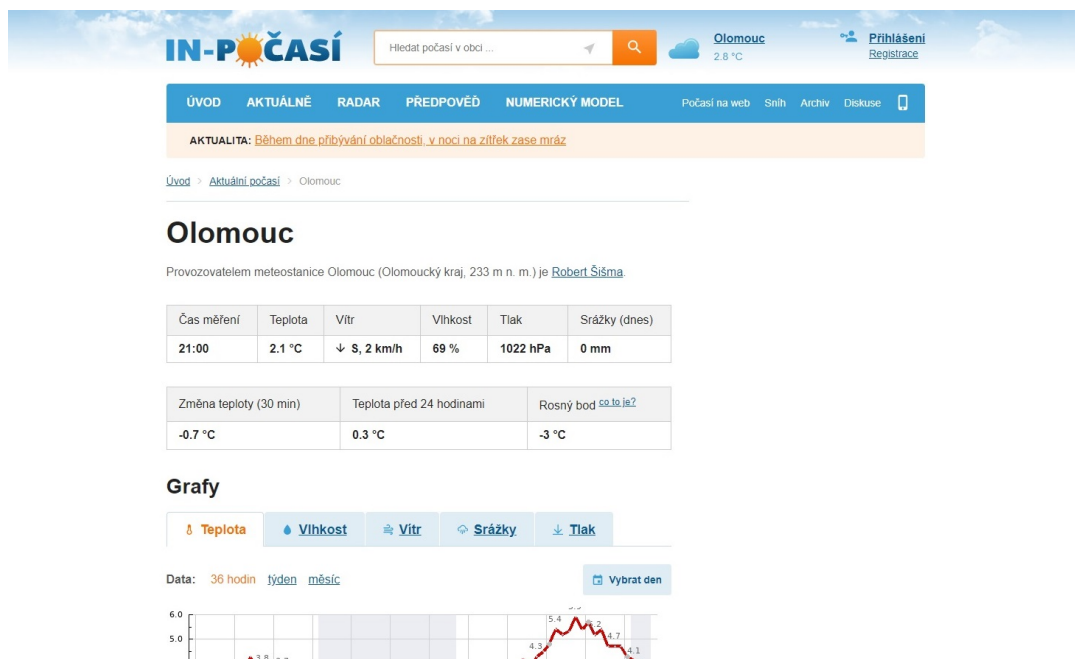 IN-POČASÍ
Hledat počasí v obci ...
Olomouc
2.8 °C
Přihlášení
Registrace
ÚVOD AKTUÁLNĚ RADAR PŘEDPOVĚĎ NUMERICKÝ MODEL Počasí na web Sníh Archiv Diskuse
AKTUALITA: Během dne přibývání oblačnosti, v noci na zítřek zase mráz
Úvod > Aktuální počasí > Olomouc
Olomouc
Provozovatelem meteostanice Olomouc (Olomoucký kraj, 233 m n. m.) je Robert Šišma.
Čas měření Teplota Vítr Vlhkost Tlak Srážky (dnes)
21:00 2.1 °C ↓ S, 2 km/h 69 % 1022 hPa 0 mm
Změna teploty (30 min) Teplota před 24 hodinami Rosný bod co to je?
-0.7 °C 0.3 °C -3 °C
Grafy
Teplota Vlhkost Vítr Srážky Tlak
Data: 36 hodin týden měsíc Vybrat den
6.0
5.4
5.2
5.0
4.7
4.3
4.1
3.8